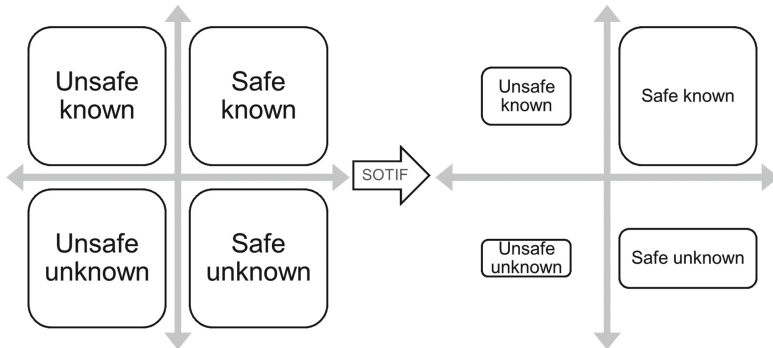 Unsafe
known
Safe
known
Unsafe
unknown
Safe
unknown
SOTIF
Unsafe
known
Safe known
Unsafe
unknown
Safe unknown